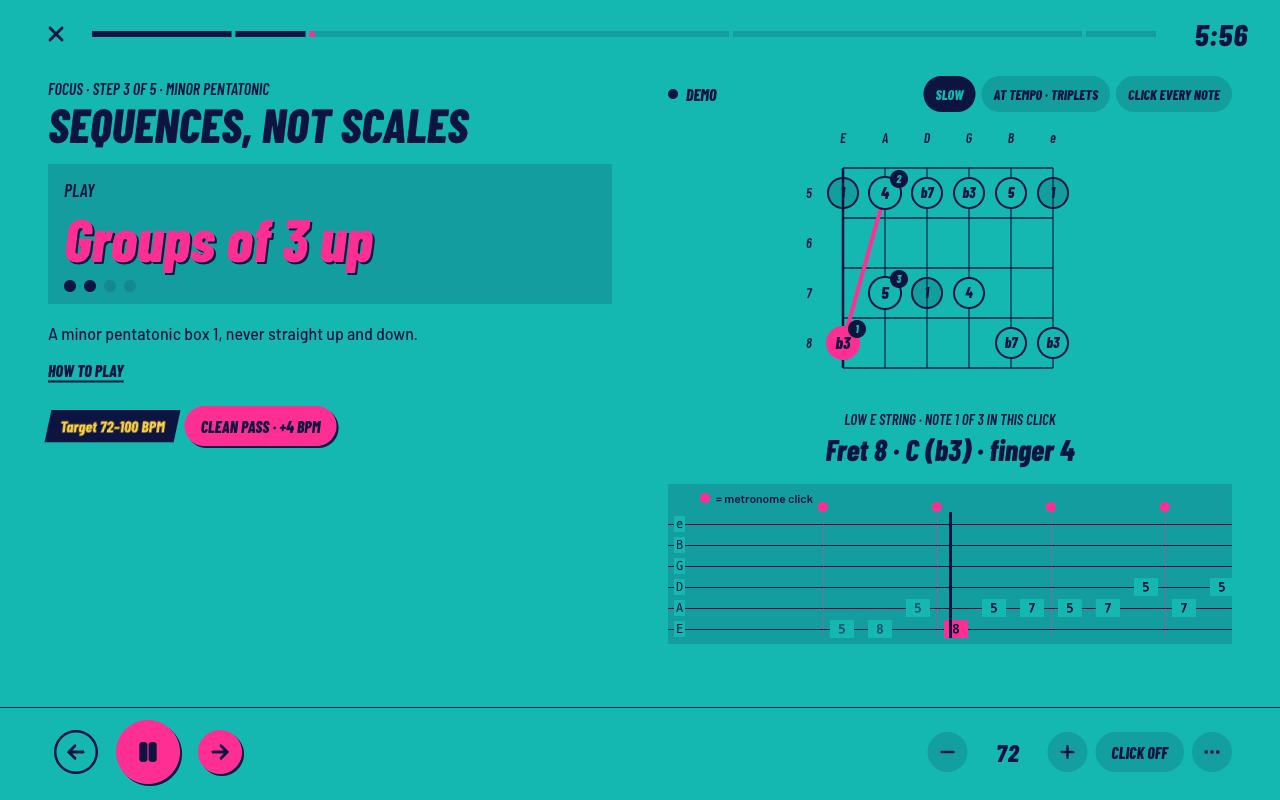 5:56
FOCUS · STEP 3 OF 5 · MINOR PENTATONIC
SEQUENCES, NOT SCALES
PLAY
Groups of 3 up
A minor pentatonic box 1, never straight up and down.
HOW TO PLAY
Target 72–100 BPM
CLEAN PASS · +4 BPM
DEMO
SLOW
AT TEMPO · TRIPLETS
CLICK EVERY NOTE
E A D G B e
5 1 4 2 b7 b3 5 1
6
7 5 3 1 4
8 b3 1 b7 b3
LOW E STRING · NOTE 1 OF 3 IN THIS CLICK
Fret 8 · C (b3) · finger 4
= metronome click
e
B
G
D 5 5
A 5 5 7 5 7 7
E 5 8 8
72
CLICK OFF